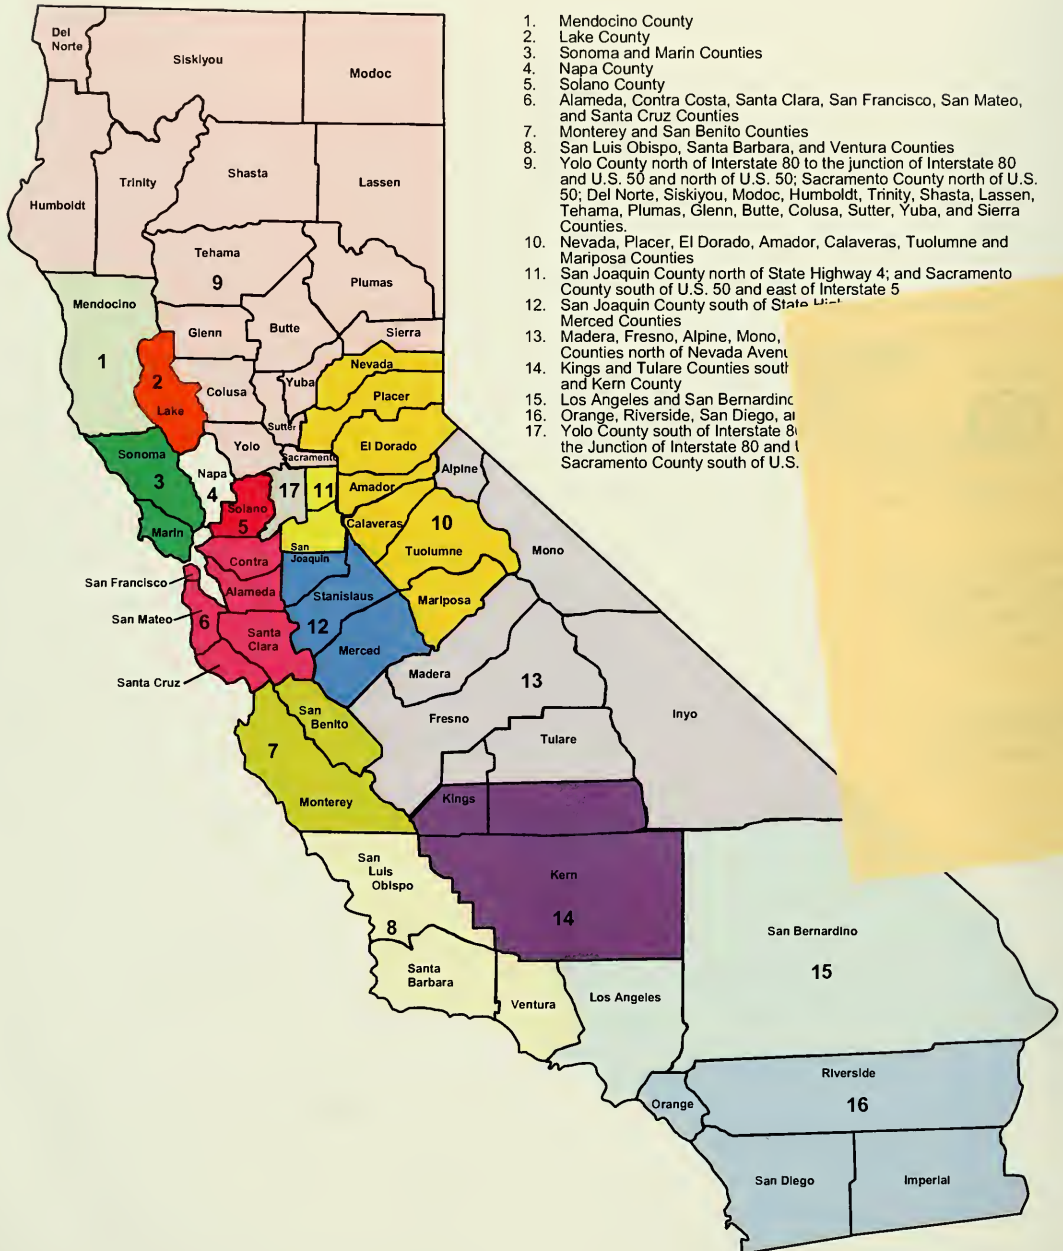 1. Mendocino County
2. Lake County
3. Sonoma and Marin Counties
4. Napa County
5. Solano County
6. Alameda, Contra Costa, Santa Clara, San Francisco, San Mateo,
and Santa Cruz Counties
7. Monterey and San Benito Counties
8. San Luis Obispo, Santa Barbara, and Ventura Counties
9. Yolo County north of Interstate 80 to the junction of Interstate 80
and U.S. 50 and north of U.S. 50; Sacramento County north of U.S.
50; Del Norte, Siskiyou, Modoc, Humboldt, Trinity, Shasta, Lassen,
Tehama, Plumas, Glenn, Butte, Colusa, Sutter, Yuba, and Sierra
Counties.
10. Nevada, Placer, El Dorado, Amador, Calaveras, Tuolumne and
Mariposa Counties
11. San Joaquin County north of State Highway 4; and Sacramento
County south of U.S. 50 and east of Interstate 5
12. San Joaquin County south of State
Merced Counties
13. Madera, Fresno, Alpine, Mono,
Counties north of Nevada
14. Kings and Tulare Counties south
and Kern County
15. Los Angeles and San
16. Orange, Riverside, San Diego,
17. Yolo County south of Interstate
the Junction of Interstate 80 and
Sacramento County south of U.S.
Del
Norte
Siskiyou
Modoc
Humboldt
Trinity
Shasta
Lassen
Tehama
9
Plumas
Mendocino
1
Glenn
Butte
Sierra
2
Lake
Colusa
Sutter
Yuba
Nevada
Placer
Sonoma
3
Marin
Napa
4
Yolo
Sacramento
El Dorado
Alpine
Solano
5
17
11
Amador
Calaveras
10
Tuolumne
Mono
San
Joaquin
Contra
Alameda
San Francisco
San Mateo
6
Santa
Clara
Santa Cruz
Stanislaus
12
Merced
Mariposa
Madera
13
Fresno
Inyo
San
Benito
7
Monterey
Tulare
Kings
San
Luis
Obispo
8
Kern
14
Santa
Barbara
Ventura
Los Angeles
San Bernardino
15
Orange
Riverside
16
San Diego
Imperial